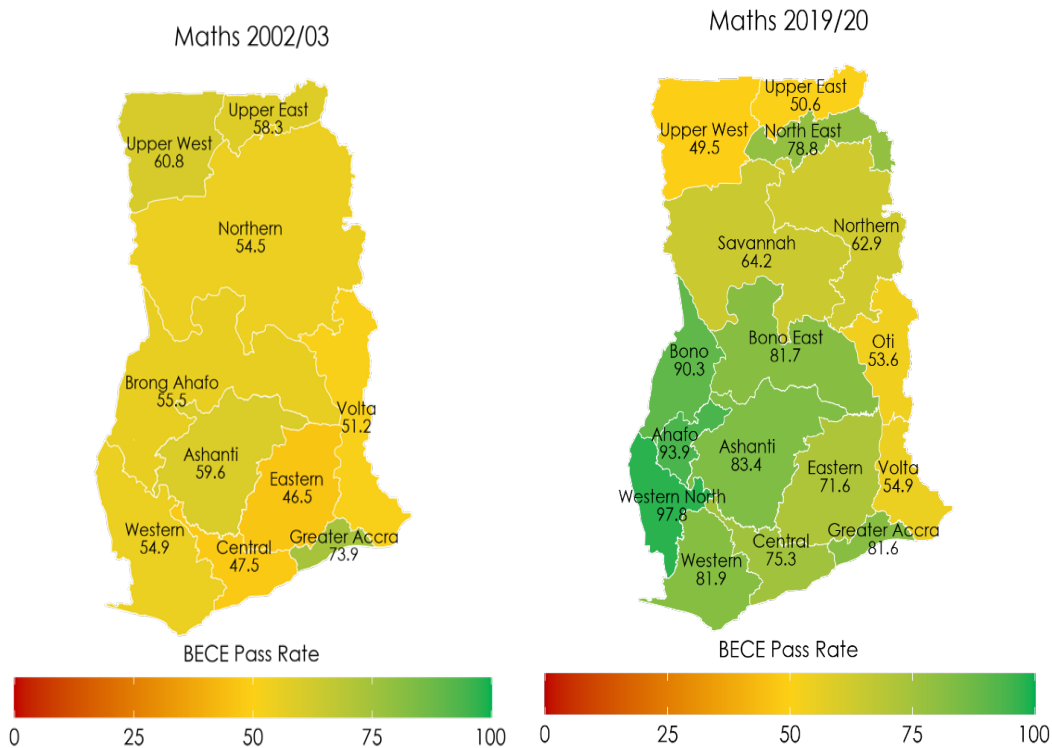 Maths 2002/03
Upper East
58.3
Upper West
60.8
Northern
54.5
Brong Ahafo
55.5
Volta
51.2
Ashanti
59.6
Eastern
46.5
Western
54.9
Central
47.5
Greater Accra
73.9
BECE Pass Rate
0
25
50
75
100
Maths 2019/20
Upper East
50.6
Upper West
49.5
North East
78.8
Northern
62.9
Savannah
64.2
Oti
53.6
Bono East
81.7
Bono
90.3
Ahafo
93.9
Ashanti
83.4
Eastern
71.6
Volta
54.9
Western North
97.8
Greater Accra
81.6
Central
75.3
Western
81.9
BECE Pass Rate
0
25
50
75
100